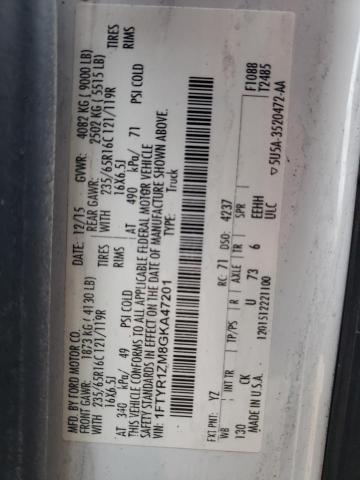 MFD. BY FORD MOTOR CO.
DATE: 12/15
GVWR: 4082 KG ( 9000 LB)
FRONT GAWR: 1873 KG ( 4130 LB)
REAR GAWR: 2502 KG ( 5515 LB)
WITH 235/65R16C 121/119R TIRES
WITH 235/65R16C 121/119R TIRES
16X6.5J RIMS
16X6.5J RIMS
AT 340 kPa/ 49 PSI COLD
AT 490 kPa/ 71 PSI COLD
THIS VEHICLE CONFORMS TO ALL APPLICABLE FEDERAL MOTOR VEHICLE
SAFETY STANDARDS IN EFFECT ON THE DATE OF MANUFACTURE SHOWN ABOVE.
VIN: 1FTYR1ZM8GKA47201
TYPE: Truck
F1088
T2485
EXT PNT: YZ RC: 71 DSO: 4237
WB INT TR TP/PS R AXLE TR SPR
130 CK U 73 6 EEHH
MADE IN U.S.A. ULC
1201512221100
▽ 5U5A-3520472-AA